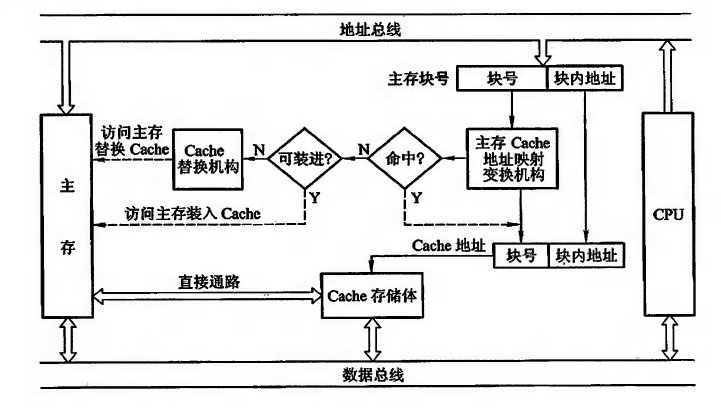 地址总线
主存块号
块号
块内地址
访问主存
替换 Cache
Cache
替换机构
N
可装进?
N
命中?
主存 Cache
地址映射
变换机构
主
存
CPU
Y
Y
访问主存装入 Cache
Cache 地址
块号
块内地址
直接通路
Cache 存储体
数据总线